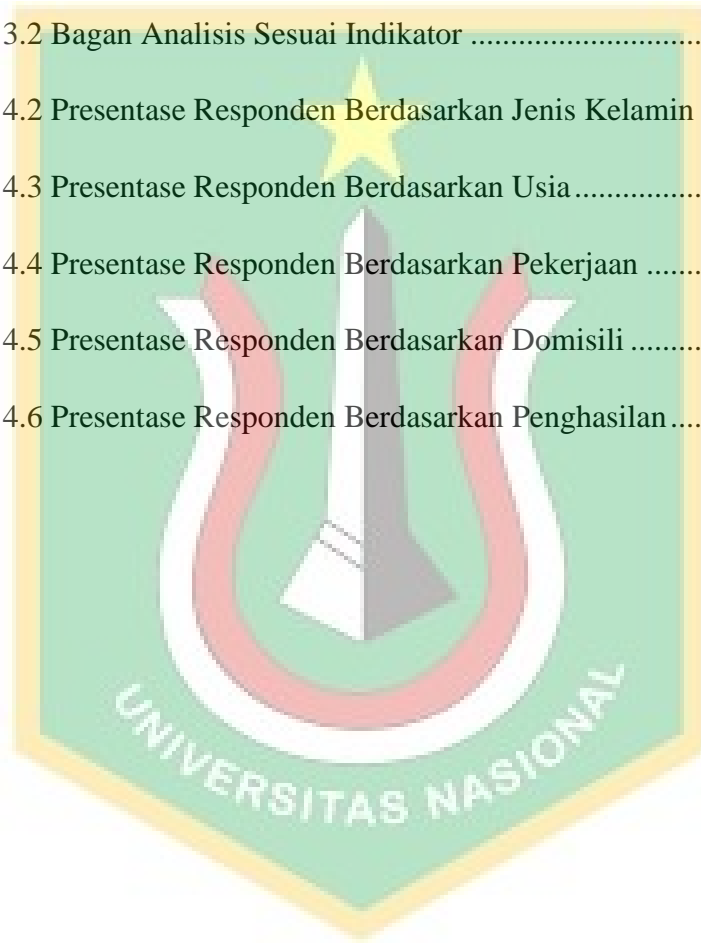 3.2 Bagan Analisis Sesuai Indikator ..............................
4.2 Presentase Responden Berdasarkan Jenis Kelamin
4.3 Presentase Responden Berdasarkan Usia ................
4.4 Presentase Responden Berdasarkan Pekerjaan .......
4.5 Presentase Responden Berdasarkan Domisili .........
4.6 Presentase Responden Berdasarkan Penghasilan ....
UNIVERSITAS NASIONAL